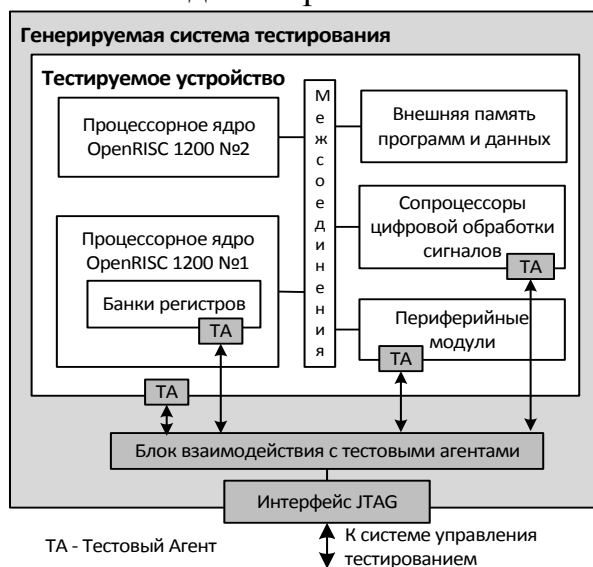 Генерируемая система тестирования
Тестируемое устройство
Процессорное ядро
OpenRISC 1200 №2
Процессорное ядро
OpenRISC 1200 №1
Банки регистров
ТА
ТА
Межсоединения
Внешняя память
программ и данных
Сопроцессоры
цифровой обработки
сигналов
ТА
Периферийные
модули
ТА
Блок взаимодействия с тестовыми агентами
Интерфейс JTAG
ТА - Тестовый Агент
К системе управления
тестированием